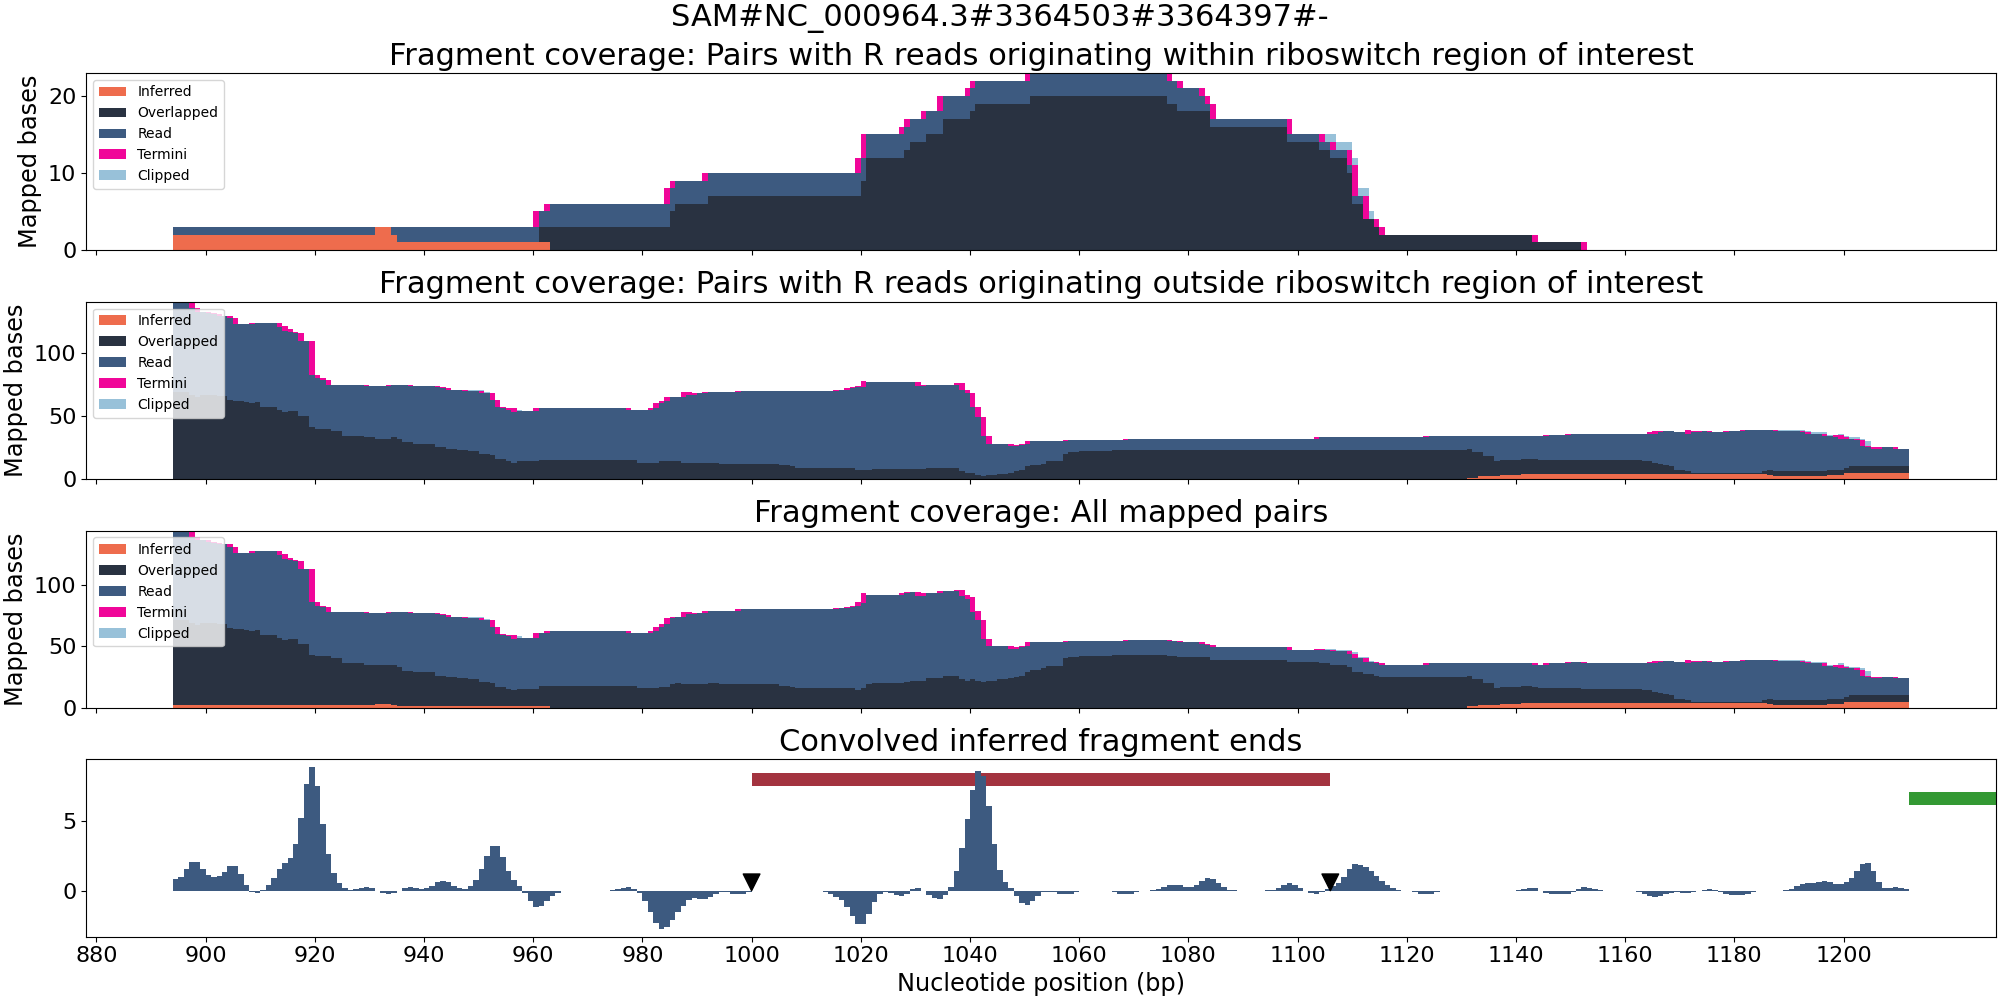 SAM#NC_000964.3#3364503#3364397#-
Fragment coverage: Pairs with R reads originating within riboswitch region of interest
Mapped bases
20
10
0
Inferred
Overlapped
Read
Termini
Clipped
Fragment coverage: Pairs with R reads originating outside riboswitch region of interest
Mapped bases
100
50
0
Inferred
Overlapped
Read
Termini
Clipped
Fragment coverage: All mapped pairs
Mapped bases
100
50
0
Inferred
Overlapped
Read
Termini
Clipped
Convolved inferred fragment ends
5
0
880 900 920 940 960 980 1000 1020 1040 1060 1080 1100 1120 1140 1160 1180 1200
Nucleotide position (bp)